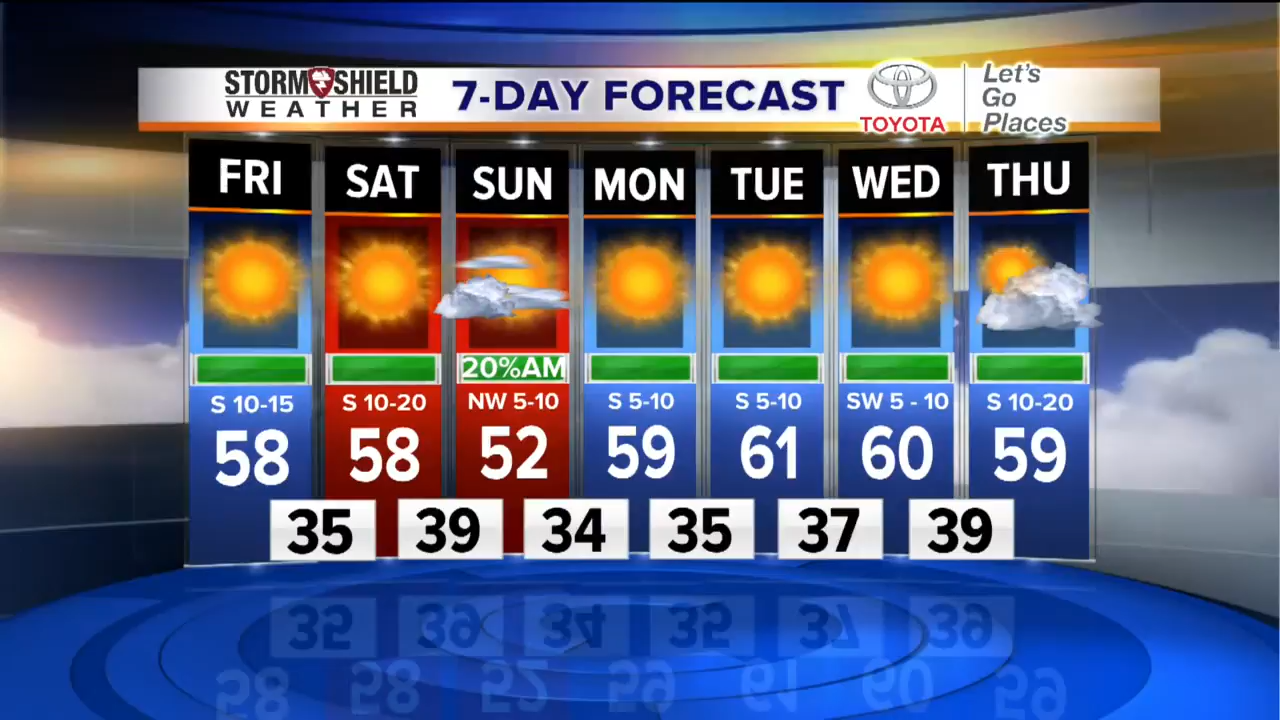 STORM SHIELD
WEATHER
7-DAY FORECAST
TOYOTA
Let's
Go
Places
FRI SAT SUN MON TUE WED THU
20%AM
S 10-15 S 10-20 NW 5-10 S 5-10 S 5-10 SW 5 - 10 S 10-20
58 58 52 59 61 60 59
35 39 34 35 37 39